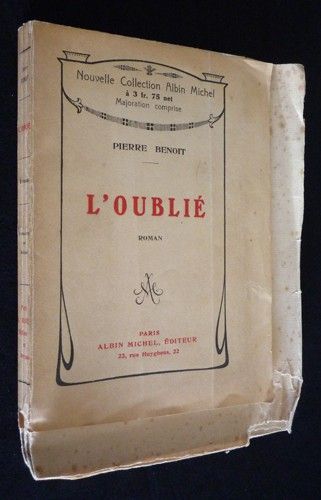 Nouvelle Collection Albin Michel
à 3 fr. 75 net
Majoration comprise
PIERRE BENOIT
L'OUBLIÉ
ROMAN
PARIS
ALBIN MICHEL, ÉDITEUR
22, rue Huyghens, 22